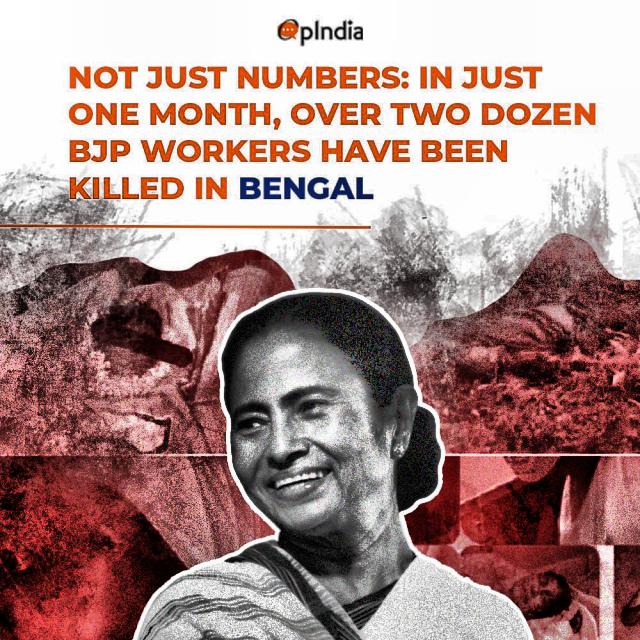 OpIndia
NOT JUST NUMBERS: IN JUST
ONE MONTH, OVER TWO DOZEN
BJP WORKERS HAVE BEEN
KILLED IN BENGAL